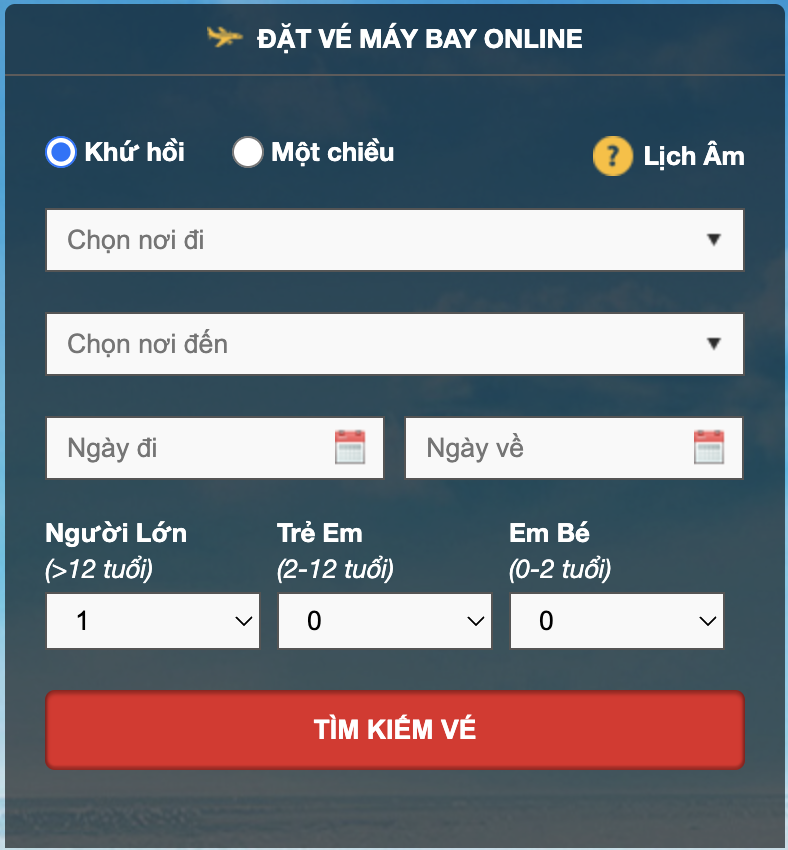 ĐẶT VÉ MÁY BAY ONLINE
Khứ hồi Một chiều ? Lịch Âm
Chọn nơi đi
Chọn nơi đến
Ngày đi Ngày về
Người Lớn Trẻ Em Em Bé
(>12 tuổi) (2-12 tuổi) (0-2 tuổi)
1 0 0
TÌM KIẾM VÉ